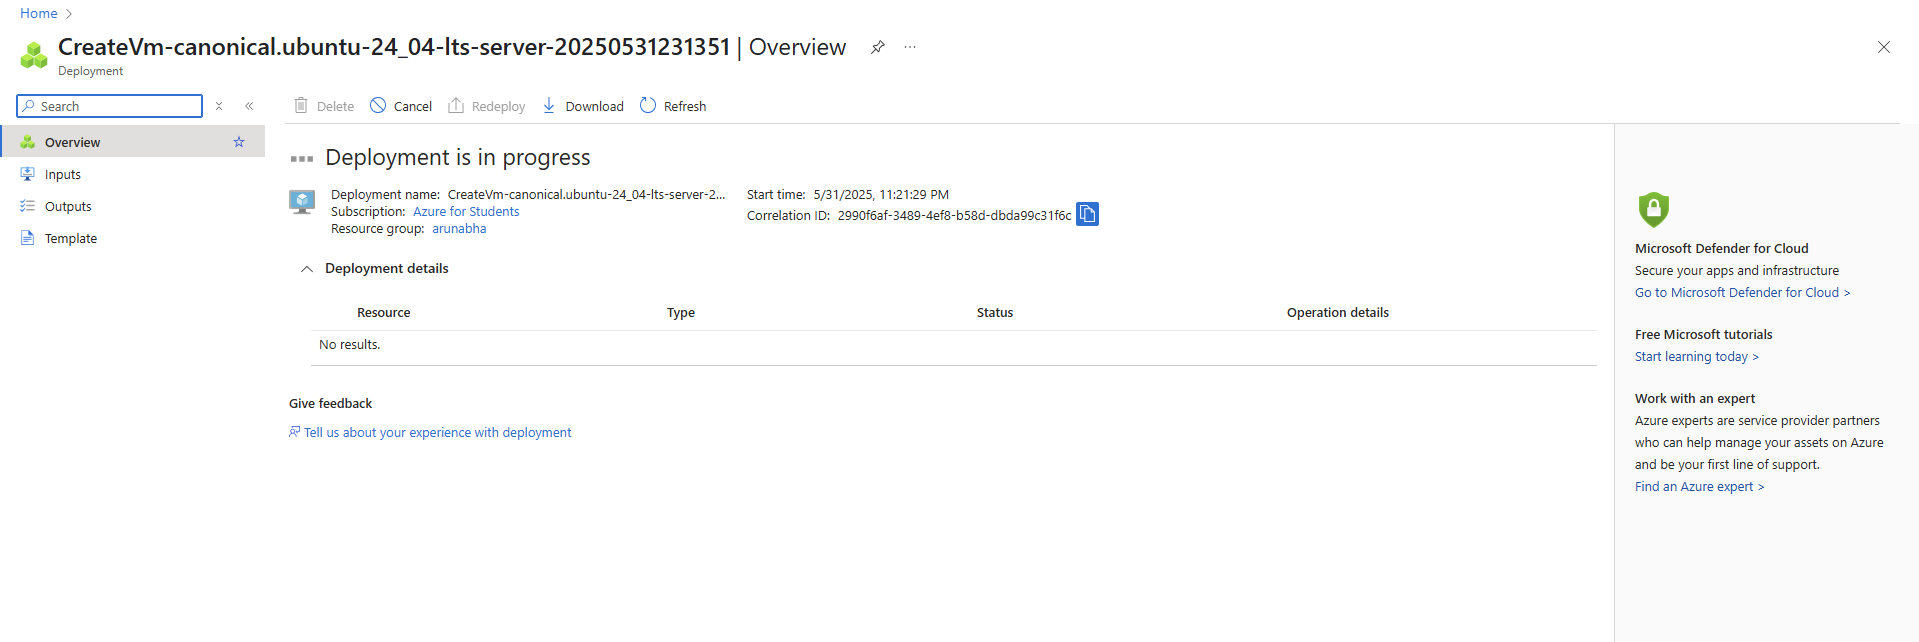 Home
CreateVm-canonical.ubuntu-24_04-lts-server-20250531231351 | Overview
Deployment
Search
Delete Cancel Redeploy Download Refresh
Overview
Inputs
Outputs
Template
Deployment is in progress
Deployment name: CreateVm-canonical.ubuntu-24_04-lts-server-2...
Subscription: Azure for Students
Resource group: arunabha
Start time: 5/31/2025, 11:21:29 PM
Correlation ID: 2990f6af-3489-4ef8-b58d-dbda99c31f6c
Deployment details
Resource Type Status Operation details
No results.
Give feedback
Tell us about your experience with deployment
Microsoft Defender for Cloud
Secure your apps and infrastructure
Go to Microsoft Defender for Cloud >
Free Microsoft tutorials
Start learning today >
Work with an expert
Azure experts are service provider partners
who can help manage your assets on Azure
and be your first line of support.
Find an Azure expert >